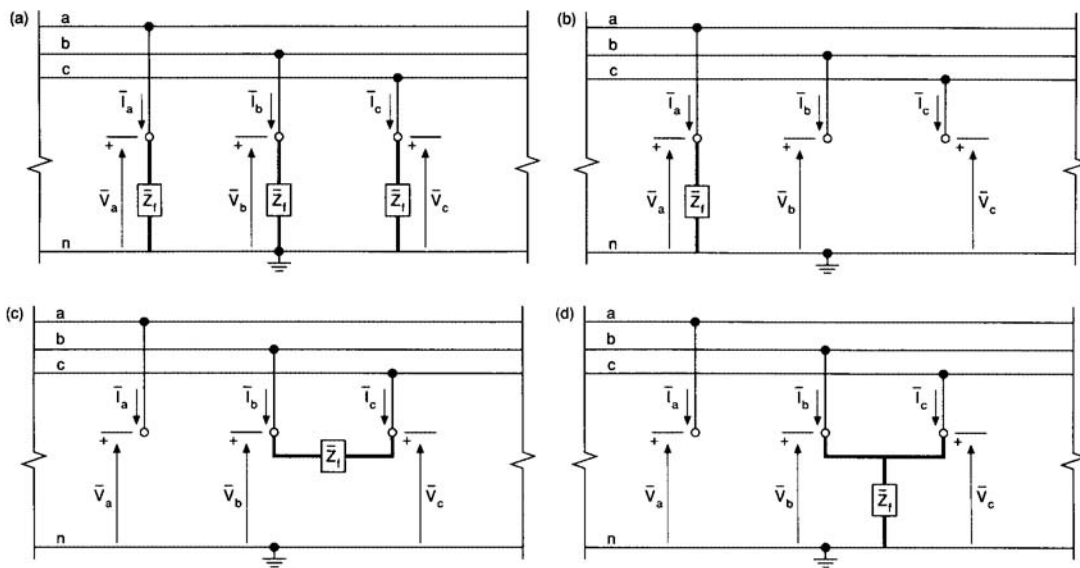 (a)
a
b
c
Ī_a Ī_b Ī_c
+ + +
V̄_a Z̄_f V̄_b Z̄_f Z̄_f V̄_c
n
(b)
a
b
c
Ī_a Ī_b Ī_c
+ + +
V̄_a Z̄_f V̄_b V̄_c
n
(c)
a
b
c
Ī_a Ī_b Ī_c
+ + +
Z̄_f
V̄_a V̄_b V̄_c
n
(d)
a
b
c
Ī_a Ī_b Ī_c
+ + +
V̄_a V̄_b Z̄_f V̄_c
n